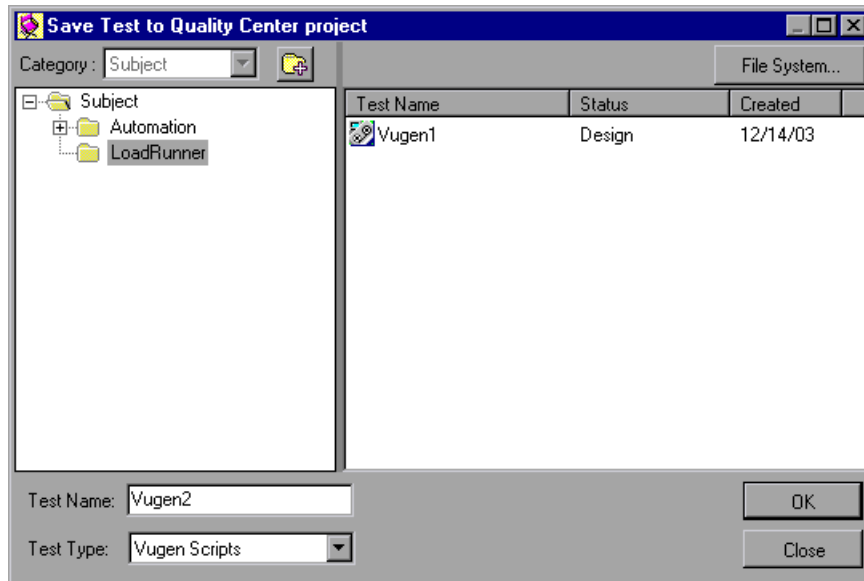 Save Test to Quality Center project
Category : Subject
File System...
Subject
Automation
LoadRunner
Test Name Status Created
Vugen1 Design 12/14/03
Test Name: Vugen2
OK
Test Type: Vugen Scripts
Close